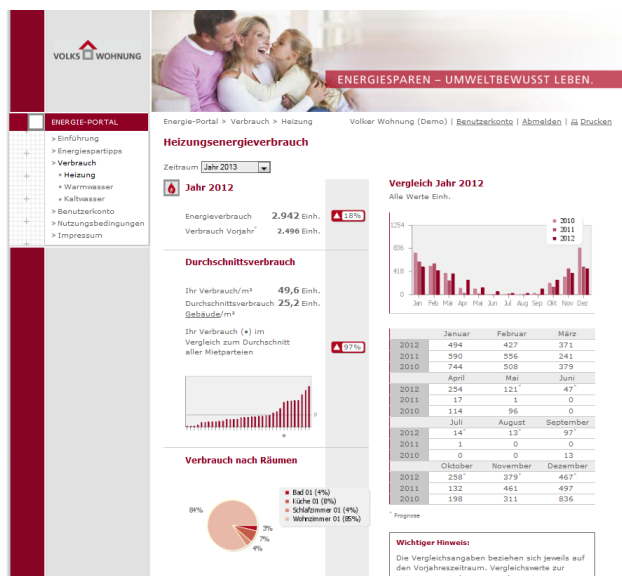 VOLKS WOHNUNG
ENERGIESPAREN – UMWELTBEWUSST LEBEN.
ENERGIE-PORTAL
> Einführung
> Energiespartipps
> Verbrauch
• Heizung
• Warmwasser
• Kaltwasser
> Benutzerkonto
> Nutzungsbedingungen
> Impressum
Energie-Portal > Verbrauch > Heizung
Volker Wohnung (Demo) | Benutzerkonto | Abmelden | Drucken
Heizungsenergieverbrauch
Zeitraum Jahr 2013
Jahr 2012
Energieverbrauch 2.942 Einh. 18%
Verbrauch Vorjahr* 2.496 Einh.
Durchschnittsverbrauch
Ihr Verbrauch/m² 49,6 Einh.
Durchschnittsverbrauch 25,2 Einh.
Gebäude/m²
Ihr Verbrauch (•) im
Vergleich zum Durchschnitt
aller Mietparteien
97%
Ø
Verbrauch nach Räumen
84%
3%
7%
4%
Bad 01 (4%)
Küche 01 (8%)
Schlafzimmer 01 (4%)
Wohnzimmer 01 (85%)
Vergleich Jahr 2012
Alle Werte Einh.
2010
2011
2012
1254
836
418
0
Jan Feb Mär Apr Mai Jun Jul Aug Sep Okt Nov Dez
Januar Februar März
2012 494 427 371
2011 590 556 241
2010 744 508 379
April Mai Juni
2012 254 121* 47*
2011 17 1 0
2010 114 96 0
Juli August September
2012 14* 13* 97*
2011 1 0 0
2010 0 0 13
Oktober November Dezember
2012 258* 379* 467*
2011 132 461 497
2010 198 311 836
* Prognose
Wichtiger Hinweis:
Die Vergleichsangaben beziehen sich jeweils auf
den Vorjahreszeitraum. Vergleichswerte zur